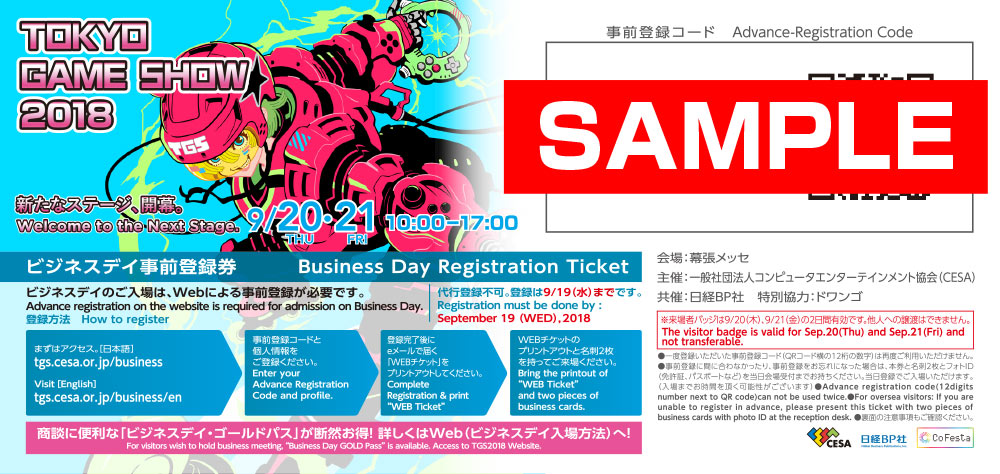 TOKYO
GAME SHOW
2018
TGS
新たなステージ、開幕。
Welcome to the Next Stage.
9/20・21 10:00-17:00
THU FRI
事前登録コード Advance-Registration Code
SAMPLE
ビジネスデイ事前登録券 Business Day Registration Ticket
ビジネスデイのご入場は、Webによる事前登録が必要です。
Advance registration on the website is required for admission on Business Day.
登録方法 How to register
代行登録不可。登録は9/19(水)までです。
Registration must be done by :
September 19 (WED), 2018
まずはアクセス。[日本語]
tgs.cesa.or.jp/business
Visit [English]
tgs.cesa.or.jp/business/en
事前登録コードと
個人情報を
ご登録ください。
Enter your
Advance Registration
Code and profile.
登録完了後に
eメールで届く
「WEBチケット」を
プリントアウトしてください。
Complete
Registration & print
"WEB Ticket"
WEBチケットの
プリントアウトと名刺2枚
を持ってご来場ください。
Bring the printout of
"WEB Ticket"
and two pieces of
business cards.
商談に便利な「ビジネスデイ・ゴールドパス」が断然お得! 詳しくはWeb(ビジネスデイ入場方法)へ!
For visitors wish to hold business meeting, "Business Day GOLD Pass" is available. Access to TGS2018 Website.
会場：幕張メッセ
主催：一般社団法人コンピュータエンターテインメント協会(CESA)
共催：日経BP社 特別協力：ドワンゴ
※来場者バッジは9/20(木)、9/21(金)の2日間有効です。他人への譲渡はできません。
The visitor badge is valid for Sep.20(Thu) and Sep.21(Fri) and
not transferable.
●一度登録いただいた事前登録コード(QRコード横の12桁の数字)は再度ご利用いただけません。
●事前登録に間に合わなかったり、事前登録をお忘れになった場合は、本券と名刺2枚とフォトID
(免許証、パスポートなど)を当日会場受付までお持ちください。当日登録でご入場いただけます。
(入場までお時間を頂く可能性がございます) ●Advance registration code(12digits
number next to QR code)can not be used twice.●For oversea visitors: If you are
unable to register in advance, please present this ticket with two pieces of
business cards with photo ID at the reception desk. ●裏面の注意事項もご確認ください。
CESA 日経BP社 CoFesta